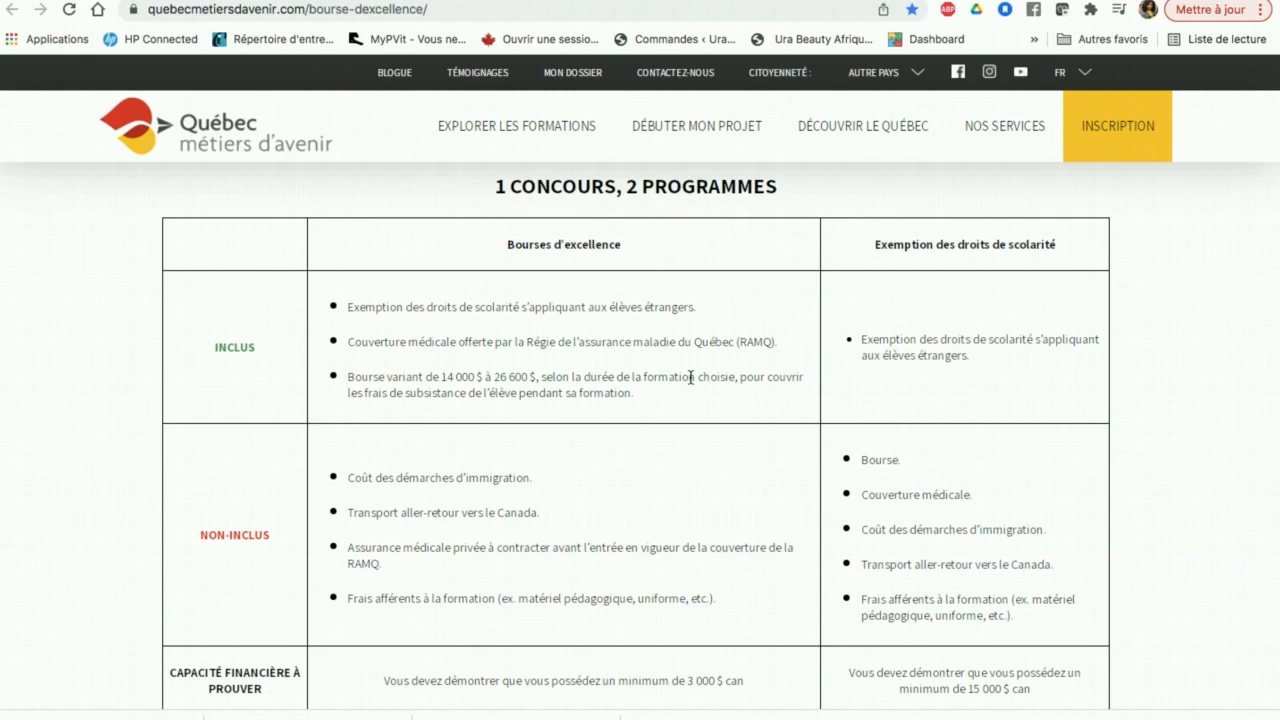 quebecmetiersdavenir.com/bourse-dexcellence/
Mettre à jour
Applications
HP Connected
Répertoire d'entre...
MyPVit - Vous ne...
Ouvrir une sessio...
Commandes ‹ Ura...
Ura Beauty Afriqu...
Dashboard
»
Autres favoris
Liste de lecture
BLOGUE
TÉMOIGNAGES
MON DOSSIER
CONTACTEZ-NOUS
CITOYENNETÉ :
AUTRE PAYS
FR
Québec
métiers d'avenir
EXPLORER LES FORMATIONS
DÉBUTER MON PROJET
DÉCOUVRIR LE QUÉBEC
NOS SERVICES
INSCRIPTION
1 CONCOURS, 2 PROGRAMMES
Bourses d'excellence
Exemption des droits de scolarité
INCLUS
Exemption des droits de scolarité s'appliquant aux élèves étrangers.
Couverture médicale offerte par la Régie de l'assurance maladie du Québec (RAMQ).
Bourse variant de 14 000 $ à 26 600 $, selon la durée de la formation choisie, pour couvrir
les frais de subsistance de l'élève pendant sa formation.
Exemption des droits de scolarité s'appliquant
aux élèves étrangers.
NON-INCLUS
Coût des démarches d'immigration.
Transport aller-retour vers le Canada.
Assurance médicale privée à contracter avant l'entrée en vigueur de la couverture de la
RAMQ.
Frais afférents à la formation (ex. matériel pédagogique, uniforme, etc.).
Bourse.
Couverture médicale.
Coût des démarches d'immigration.
Transport aller-retour vers le Canada.
Frais afférents à la formation (ex. matériel
pédagogique, uniforme, etc.).
CAPACITÉ FINANCIÈRE À
PROUVER
Vous devez démontrer que vous possédez un minimum de 3 000 $ can
Vous devez démontrer que vous possédez un
minimum de 15 000 $ can
ABP